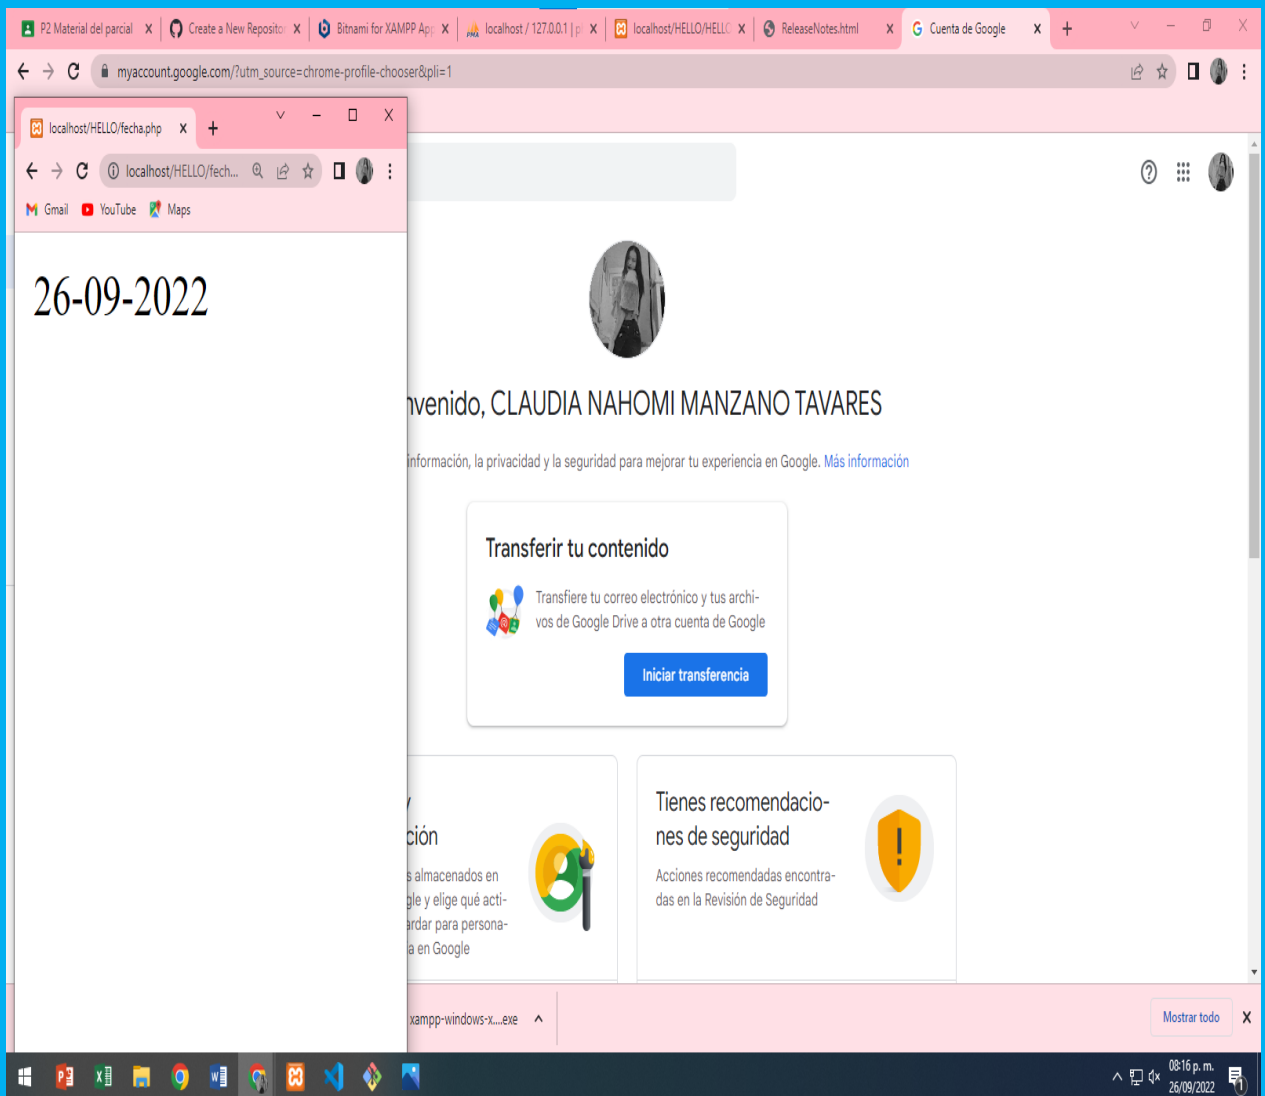 P2 Material del parcial
Create a New Repositor
Bitnami for XAMPP App
localhost / 127.0.0.1 | p
localhost/HELLO/HELLO
ReleaseNotes.html
Cuenta de Google
myaccount.google.com/?utm_source=chrome-profile-chooser&pli=1
localhost/HELLO/fecha.php
localhost/HELLO/fech...
Gmail YouTube Maps
26-09-2022
nvenido, CLAUDIA NAHOMI MANZANO TAVARES
información, la privacidad y la seguridad para mejorar tu experiencia en Google. Más información
Transferir tu contenido
Transfiere tu correo electrónico y tus archi-
vos de Google Drive a otra cuenta de Google
Iniciar transferencia
y
ción
s almacenados en
gle y elige qué acti-
ardar para persona-
a en Google
Tienes recomendacio-
nes de seguridad
Acciones recomendadas encontra-
das en la Revisión de Seguridad
xampp-windows-x....exe
Mostrar todo
08:16 p. m.
26/09/2022
1